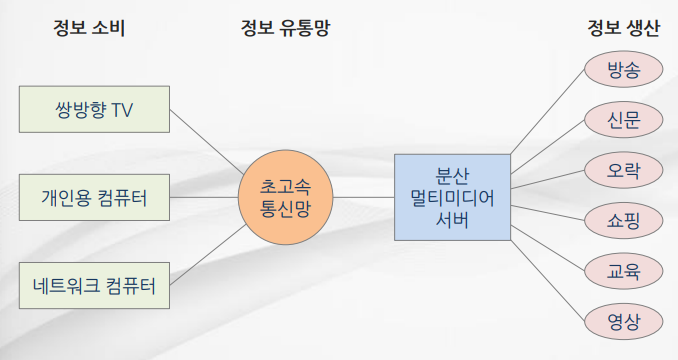 정보 소비
정보 유통망
정보 생산
쌍방향 TV
개인용 컴퓨터
네트워크 컴퓨터
초고속
통신망
분산
멀티미디어
서버
방송
신문
오락
쇼핑
교육
영상